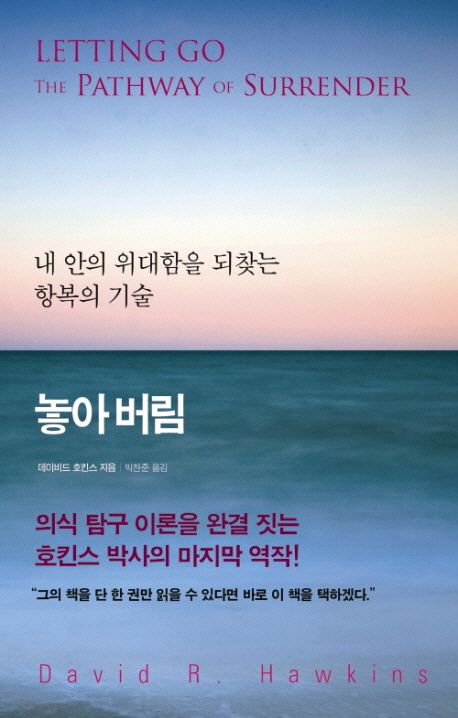 LETTING GO
THE PATHWAY OF SURRENDER
내 안의 위대함을 되찾는
항복의 기술
놓아 버림
데이비드 호킨스 지음 | 박찬준 옮김
의식 탐구 이론을 완결 짓는
호킨스 박사의 마지막 역작!
“그의 책을 단 한 권만 읽을 수 있다면 바로 이 책을 택하겠다.”
David R. Hawkins